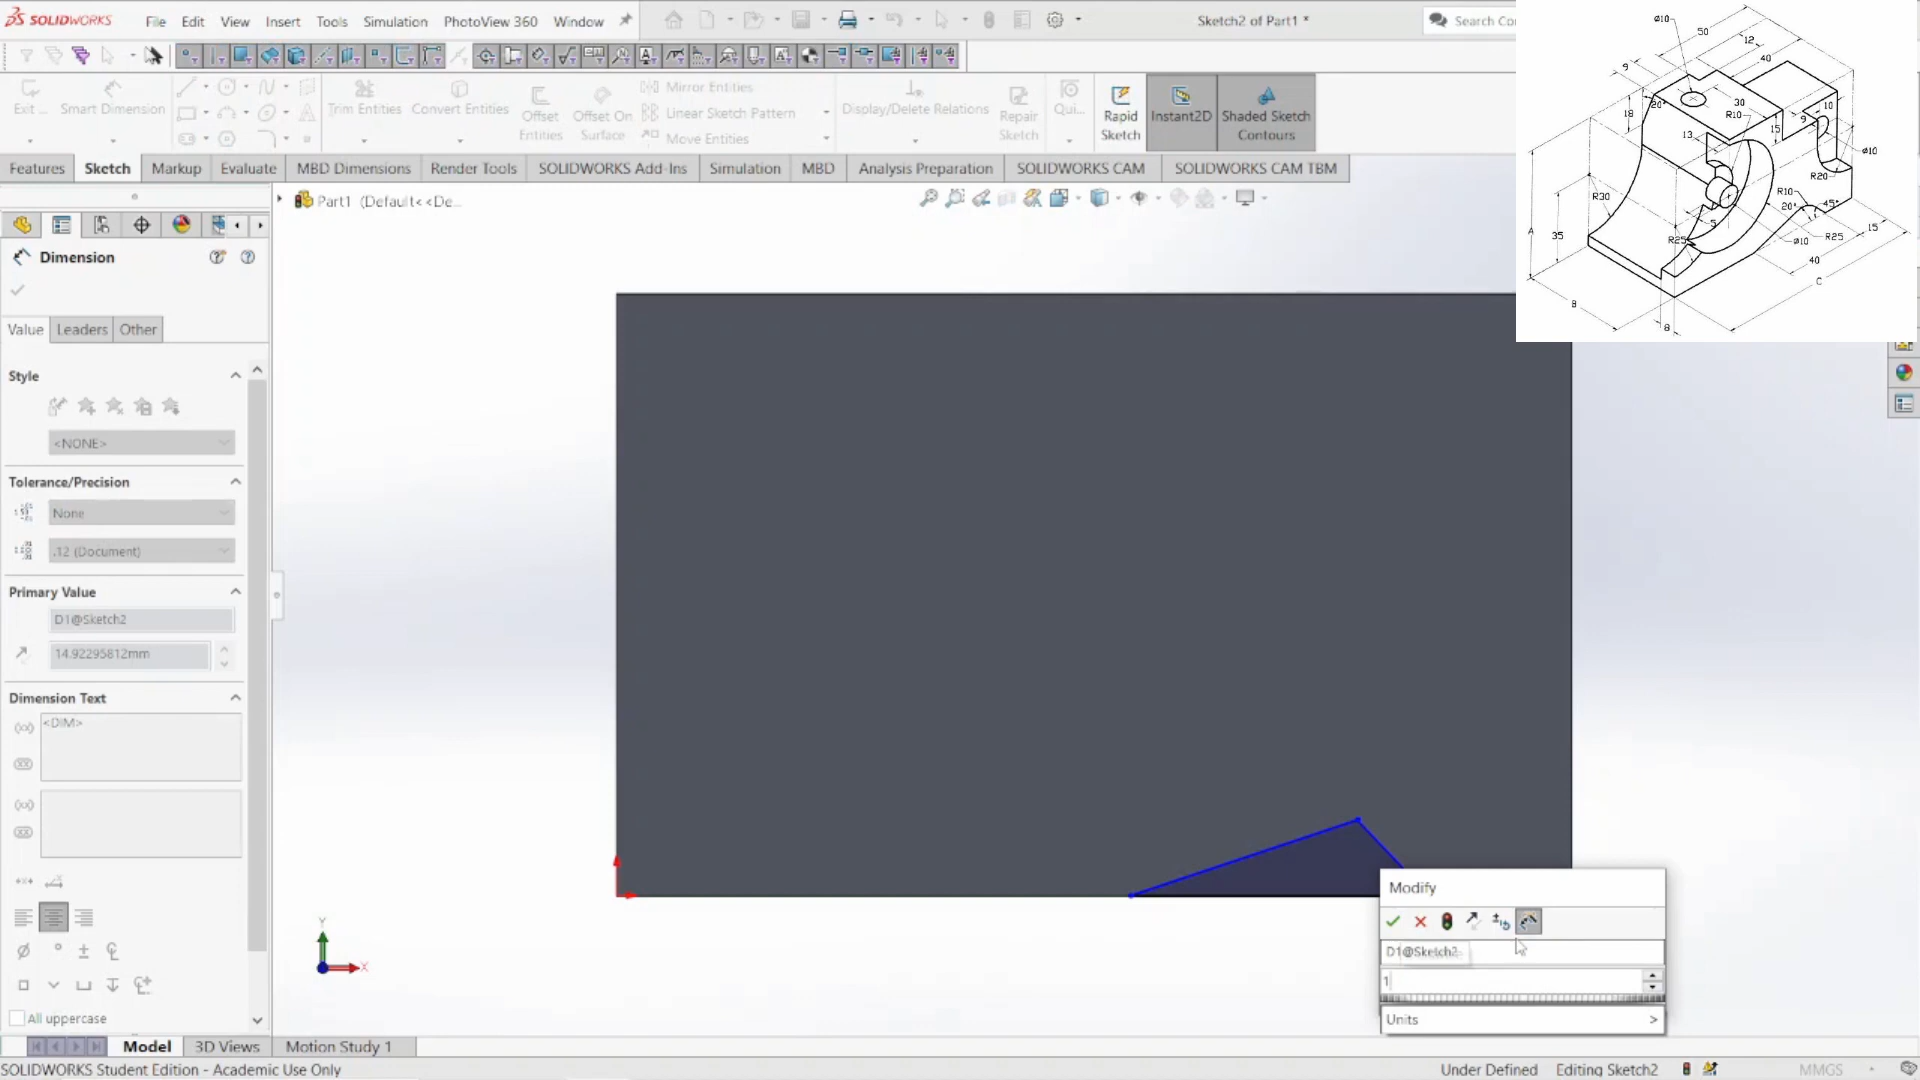 SOLIDWORKS File Edit View Insert Tools Simulation PhotoView 360 Window Sketch2 of Part1 * Search Co
Exit ... Smart Dimension Trim Entities Convert Entities Offset Entities Offset On Surface
Mirror Entities
Linear Sketch Pattern
Move Entities
Display/Delete Relations Repair Sketch Qui... Rapid Sketch Instant2D Shaded Sketch Contours
Features Sketch Markup Evaluate MBD Dimensions Render Tools SOLIDWORKS Add-Ins Simulation MBD Analysis Preparation SOLIDWORKS CAM SOLIDWORKS CAM TBM
Part1 (Default<<De...
Dimension
Value Leaders Other
Style
<NONE>
Tolerance/Precision
None
.12 (Document)
Primary Value
D1@Sketch2
14.92295812mm
Dimension Text
<DIM>
All uppercase
Ø10
50
12
9
40
18
20°
30
R10
10
9
13
15
Ø10
R20
R30
R10
20°
45°
5
A
35
R25
Ø10
R25
15
40
C
B
8
Y
X
Modify
D1@Sketch2
1
Units >
Model 3D Views Motion Study 1
SOLIDWORKS Student Edition - Academic Use Only Under Defined Editing Sketch2 MMGS